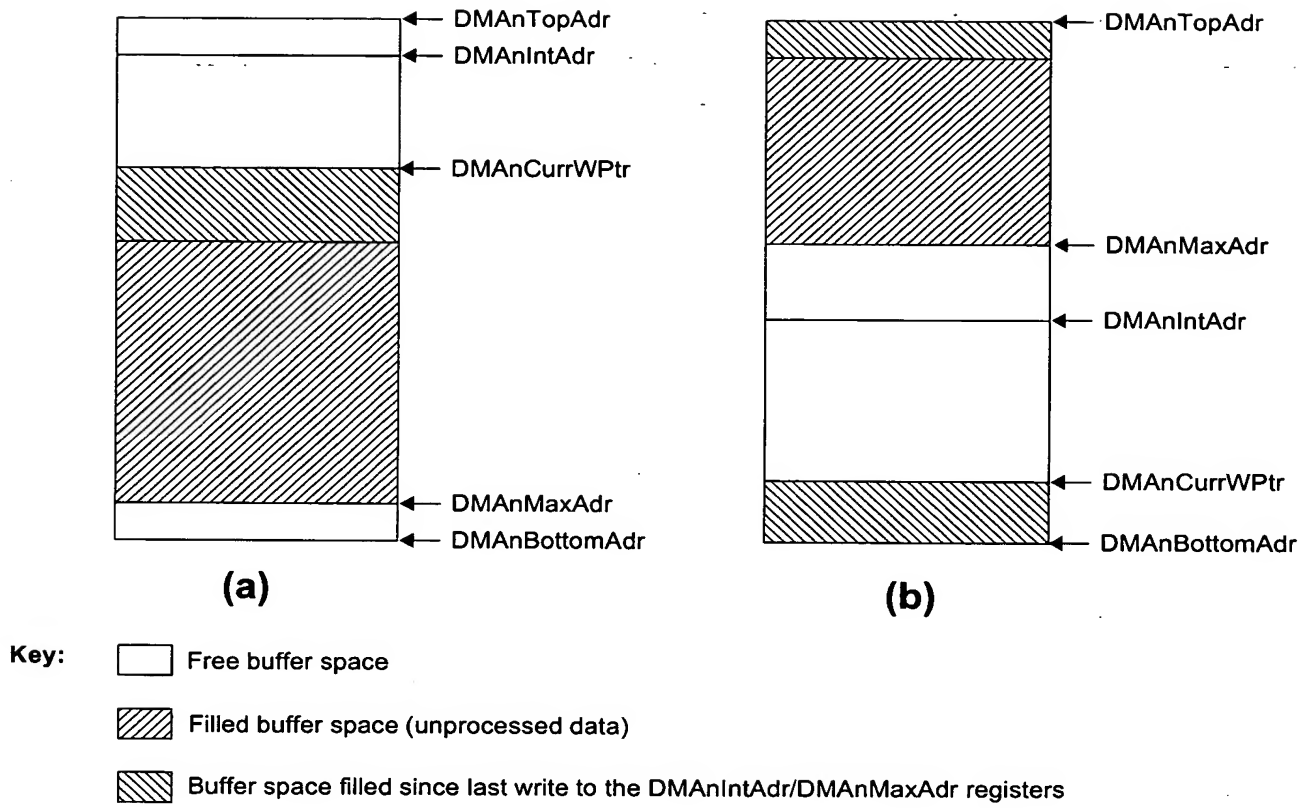 DMAnTopAdr
DMAnIntAdr
DMAnCurrWPtr
DMAnMaxAdr
DMAnBottomAdr
(a)
DMAnTopAdr
DMAnMaxAdr
DMAnIntAdr
DMAnCurrWPtr
DMAnBottomAdr
(b)
Key:
Free buffer space
Filled buffer space (unprocessed data)
Buffer space filled since last write to the DMAnIntAdr/DMAnMaxAdr registers